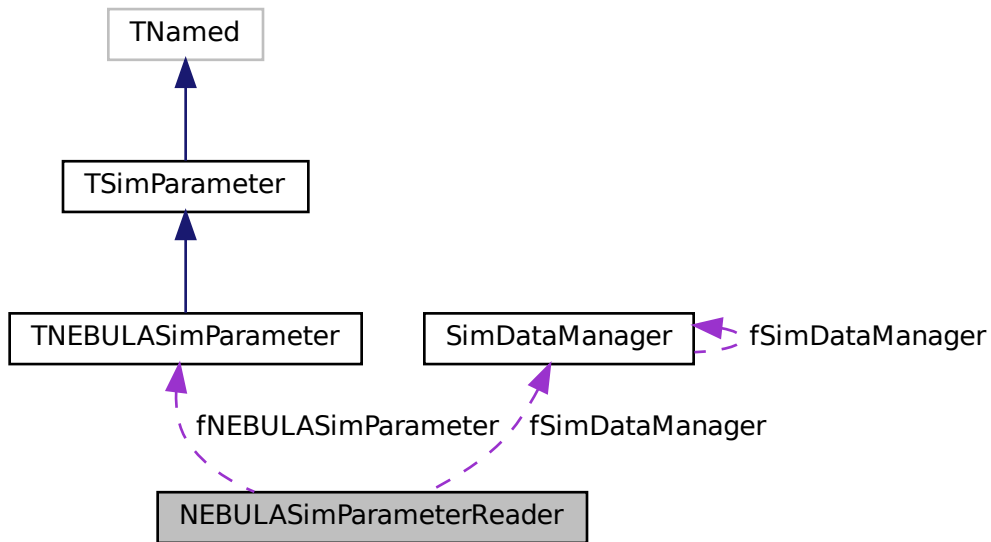 TNamed
TSimParameter
TNEBULASimParameter
SimDataManager
fSimDataManager
fNEBULASimParameter
fSimDataManager
NEBULASimParameterReader